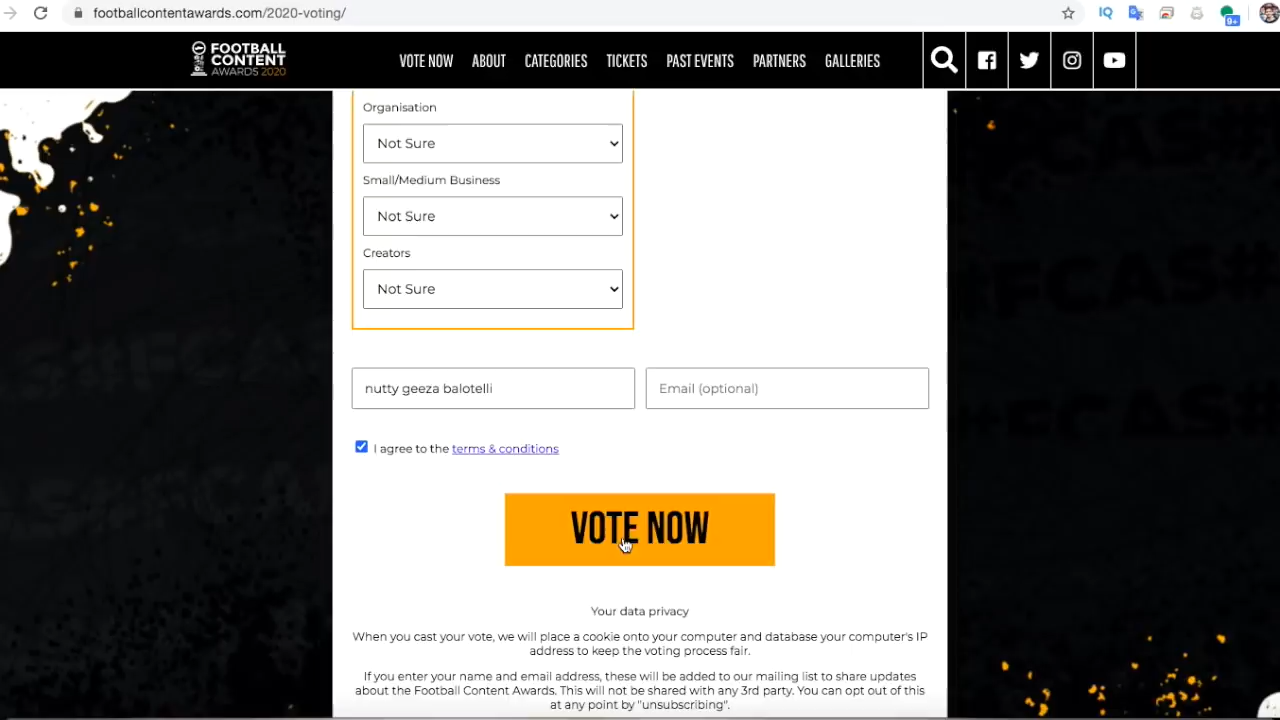 footballcontentawards.com/2020-voting/
9+
FOOTBALL
CONTENT
AWARDS 2020
VOTE NOW
ABOUT
CATEGORIES
TICKETS
PAST EVENTS
PARTNERS
GALLERIES
Organisation
Not Sure
Small/Medium Business
Not Sure
Creators
Not Sure
nutty geeza balotelli
Email (optional)
I agree to the terms & conditions
VOTE NOW
Your data privacy
When you cast your vote, we will place a cookie onto your computer and database your computer's IP
address to keep the voting process fair.
If you enter your name and email address, these will be added to our mailing list to share updates
about the Football Content Awards. This will not be shared with any 3rd party. You can opt out of this
at any point by "unsubscribing".